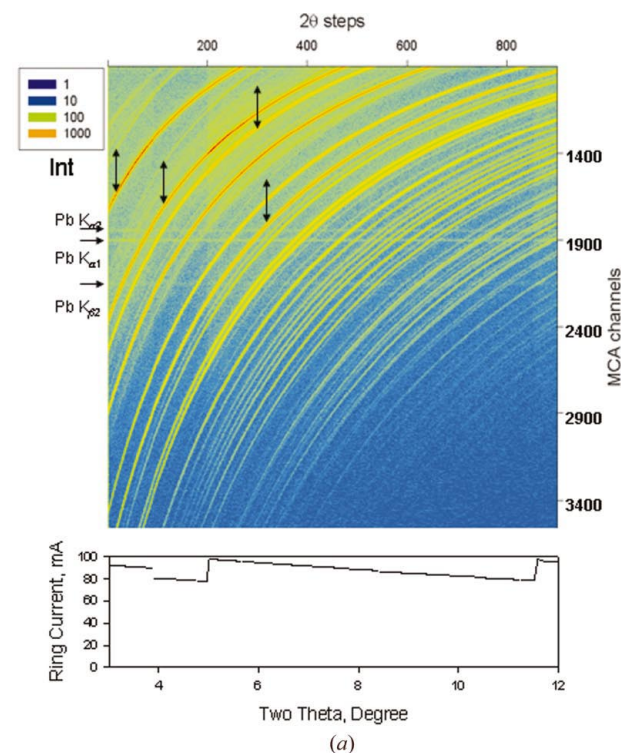 2θ steps
200 400 600 800
1
10
100
1000
Int
Pb Kα2
Pb Kα1
Pb Kβ2
1400
1900
2400
2900
3400
MCA channels
100
80
60
40
20
0
Ring Current, mA
4 6 8 10 12
Two Theta, Degree
(a)